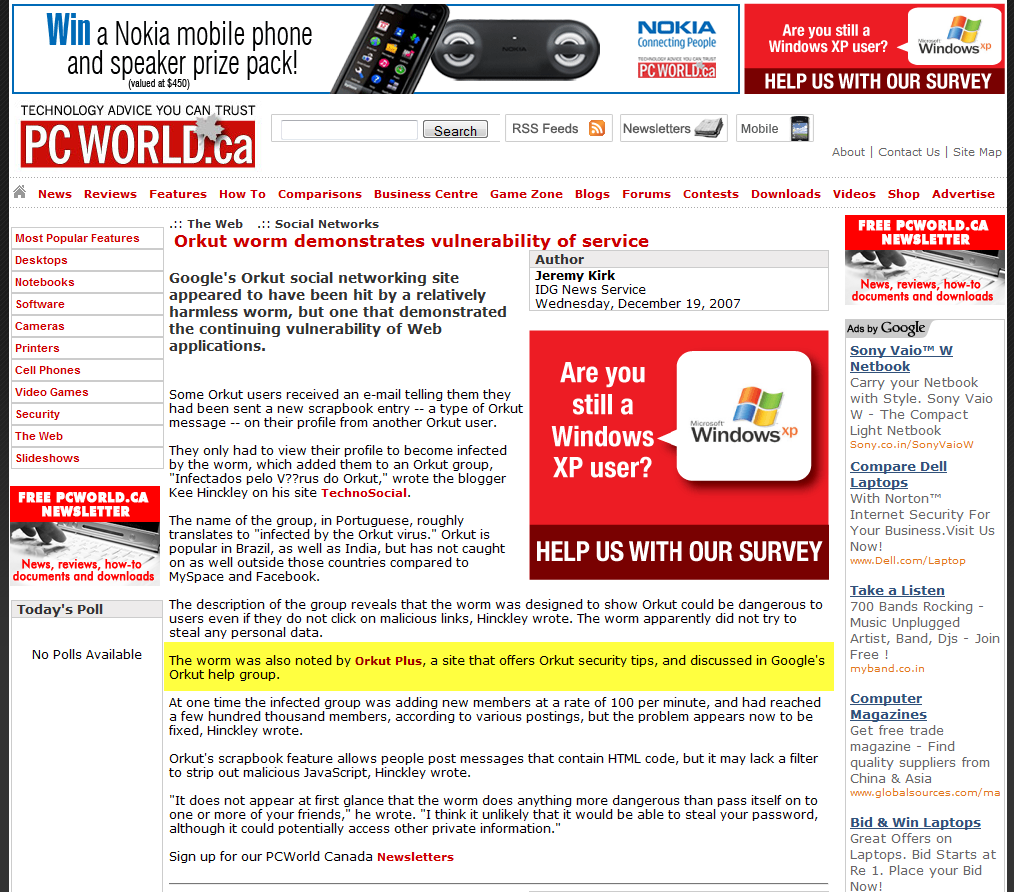 Win a Nokia mobile phone
and speaker prize pack!
(valued at $450)
NOKIA
NOKIA
Connecting People
PC WORLD.ca
Are you still a
Windows XP user?
Microsoft
Windows xp
HELP US WITH OUR SURVEY
TECHNOLOGY ADVICE YOU CAN TRUST
PC WORLD.ca
Search
RSS Feeds
Newsletters
Mobile
About | Contact Us | Site Map
News Reviews Features How To Comparisons Business Centre Game Zone Blogs Forums Contests Downloads Videos Shop Advertise
Most Popular Features
Desktops
Notebooks
Software
Cameras
Printers
Cell Phones
Video Games
Security
The Web
Slideshows
FREE PCWORLD.CA
NEWSLETTER
News, reviews, how-to
documents and downloads
Today's Poll
No Polls Available
.:: The Web .:: Social Networks
Orkut worm demonstrates vulnerability of service
Author
Jeremy Kirk
IDG News Service
Wednesday, December 19, 2007
Google's Orkut social networking site
appeared to have been hit by a relatively
harmless worm, but one that demonstrated
the continuing vulnerability of Web
applications.
Are you
still a
Windows
XP user?
Microsoft
Windows xp
HELP US WITH OUR SURVEY
Some Orkut users received an e-mail telling them they
had been sent a new scrapbook entry -- a type of Orkut
message -- on their profile from another Orkut user.
They only had to view their profile to become infected
by the worm, which added them to an Orkut group,
"Infectados pelo V??rus do Orkut," wrote the blogger
Kee Hinckley on his site TechnoSocial.
The name of the group, in Portuguese, roughly
translates to "infected by the Orkut virus." Orkut is
popular in Brazil, as well as India, but has not caught
on as well outside those countries compared to
MySpace and Facebook.
The description of the group reveals that the worm was designed to show Orkut could be dangerous to
users even if they do not click on malicious links, Hinckley wrote. The worm apparently did not try to
steal any personal data.
The worm was also noted by Orkut Plus, a site that offers Orkut security tips, and discussed in Google's
Orkut help group.
At one time the infected group was adding new members at a rate of 100 per minute, and had reached
a few hundred thousand members, according to various postings, but the problem appears now to be
fixed, Hinckley wrote.
Orkut's scrapbook feature allows people post messages that contain HTML code, but it may lack a filter
to strip out malicious JavaScript, Hinckley wrote.
"It does not appear at first glance that the worm does anything more dangerous than pass itself on to
one or more of your friends," he wrote. "I think it unlikely that it would be able to steal your password,
although it could potentially access other private information."
Sign up for our PCWorld Canada Newsletters
FREE PCWORLD.CA
NEWSLETTER
News, reviews, how-to
documents and downloads
Ads by Google
Sony Vaio™ W
Netbook
Carry your Netbook
with Style. Sony Vaio
W - The Compact
Light Netbook
Sony.co.in/SonyVaioW
Compare Dell
Laptops
With Norton™
Internet Security For
Your Business.Visit Us
Now!
www.Dell.com/Laptop
Take a Listen
700 Bands Rocking -
Music Unplugged
Artist, Band, Djs - Join
Free !
myband.co.in
Computer
Magazines
Get free trade
magazine - Find
quality suppliers from
China & Asia
www.globalsources.com/ma
Bid & Win Laptops
Great Offers on
Laptops. Bid Starts at
Re 1. Place your Bid
Now!